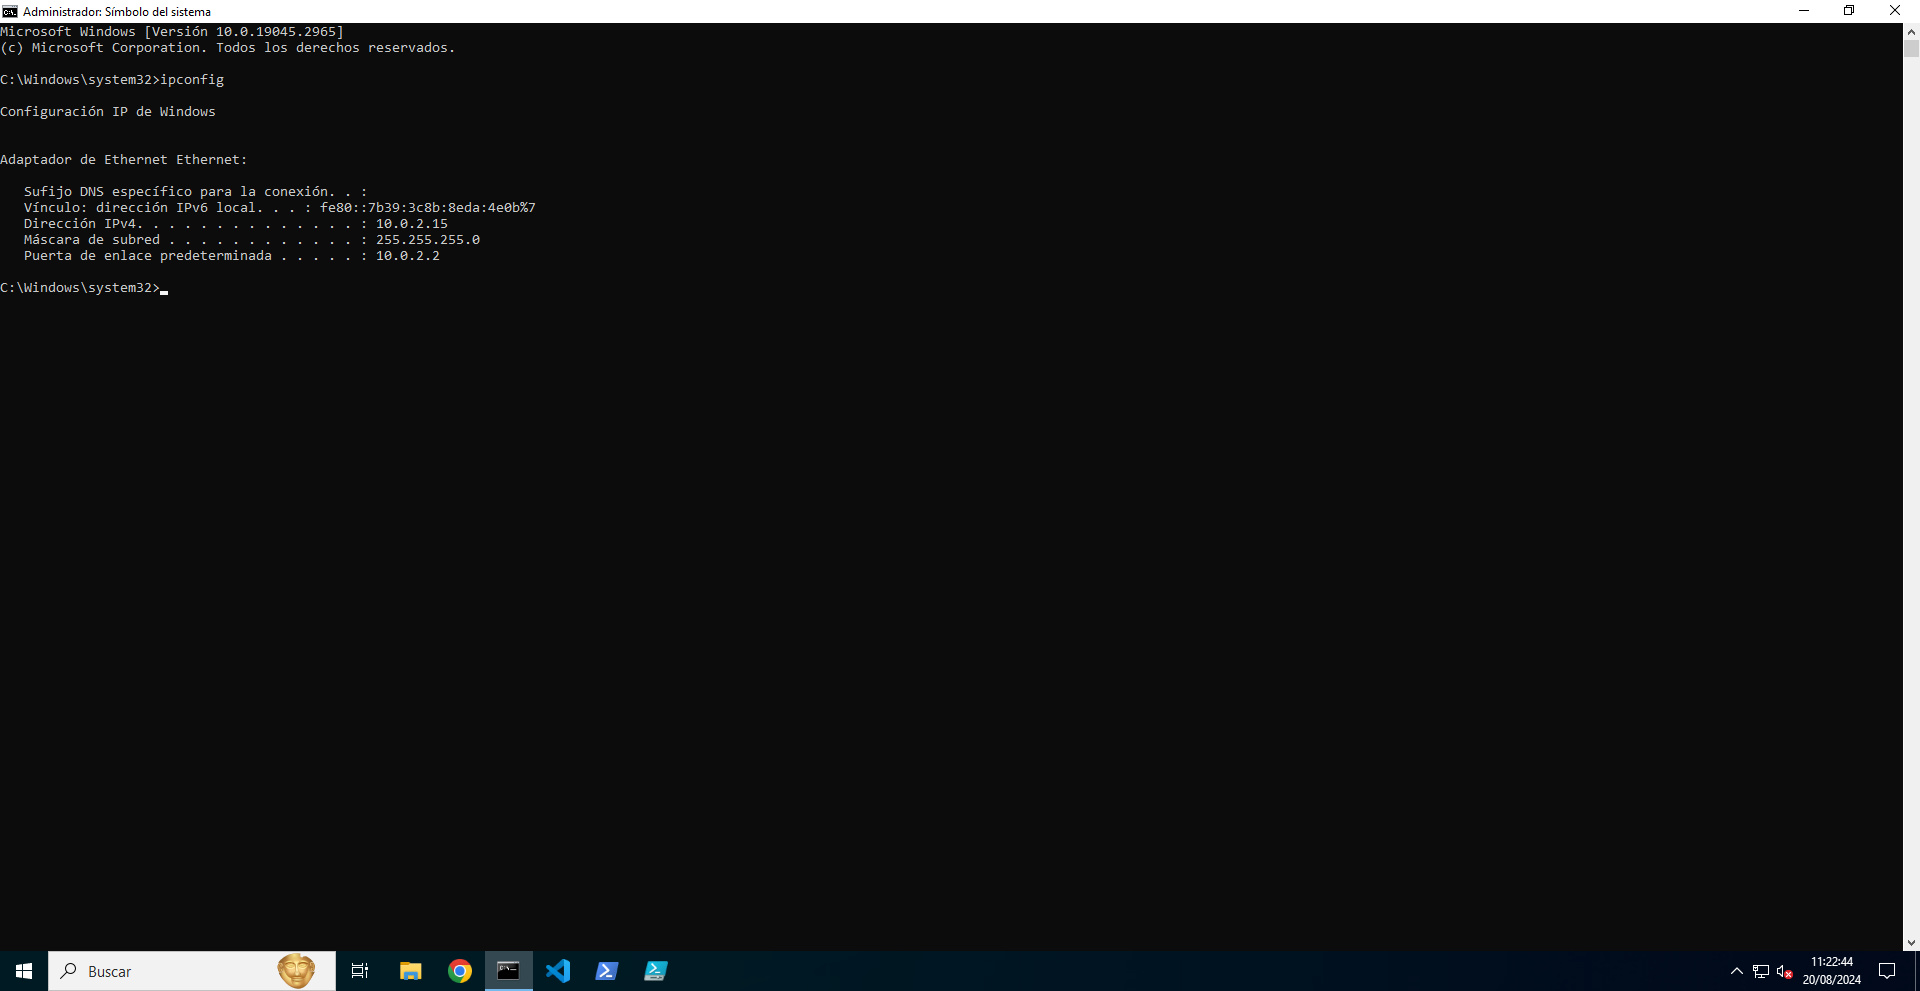 Administrador: Símbolo del sistema
Microsoft Windows [Versión 10.0.19045.2965]
(c) Microsoft Corporation. Todos los derechos reservados.
C:\Windows\system32>ipconfig
Configuración IP de Windows
Adaptador de Ethernet Ethernet:
Sufijo DNS específico para la conexión. . :
Vínculo: dirección IPv6 local. . . : fe80::7b39:3c8b:8eda:4e0b%7
Dirección IPv4. . . . . . . . . . . . . . : 10.0.2.15
Máscara de subred . . . . . . . . . . . . : 255.255.255.0
Puerta de enlace predeterminada . . . . . : 10.0.2.2
C:\Windows\system32>
Buscar
11:22:44
20/08/2024